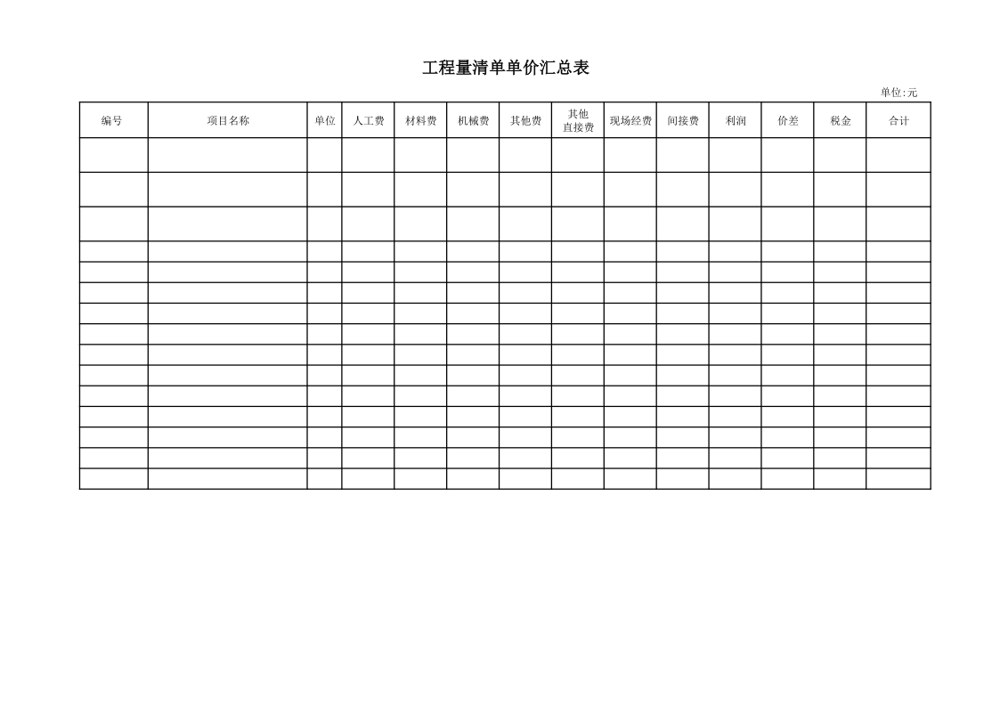 工程量清单单价汇总表
单位:元
编号 项目名称 单位 人工费 材料费 机械费 其他费 其他 直接费 现场经费 间接费 利润 价差 税金 合计